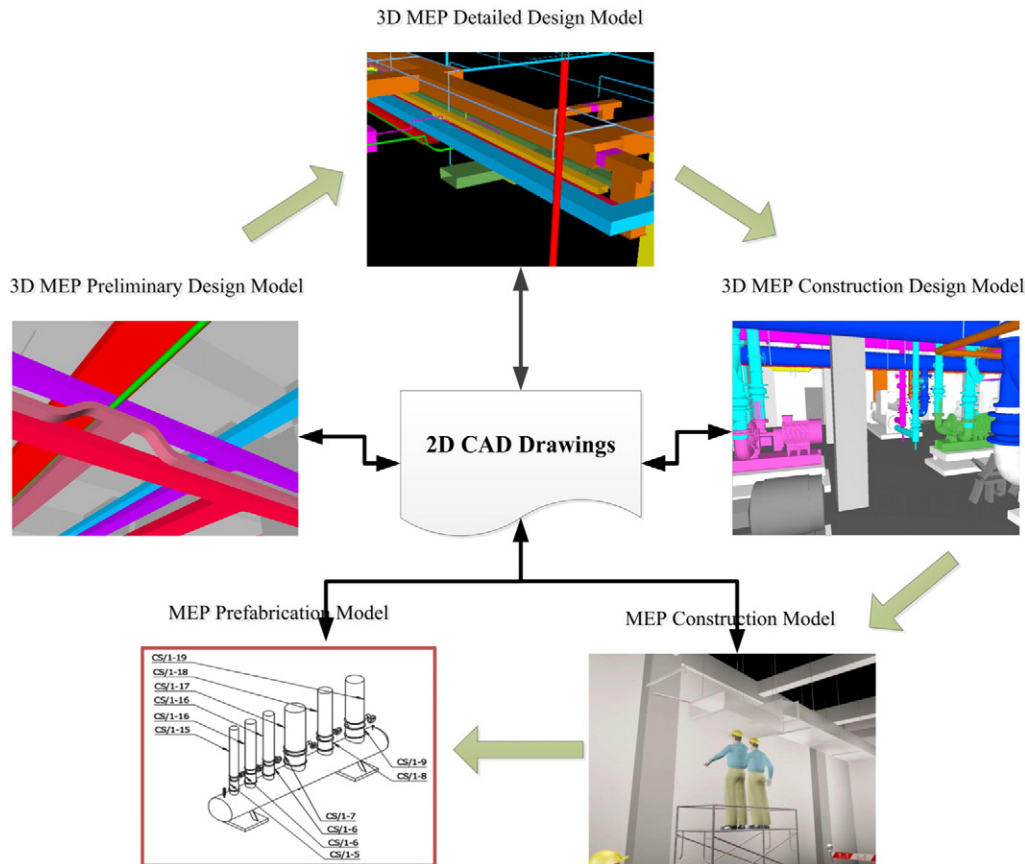 3D MEP Detailed Design Model
3D MEP Preliminary Design Model
3D MEP Construction Design Model
2D CAD Drawings
MEP Prefabrication Model
MEP Construction Model
CS/1-19
CS/1-18
CS/1-17
CS/1-16
CS/1-16
CS/1-15
CS/1-9
CS/1-8
CS/1-7
CS/1-6
CS/1-6
CS/1-5